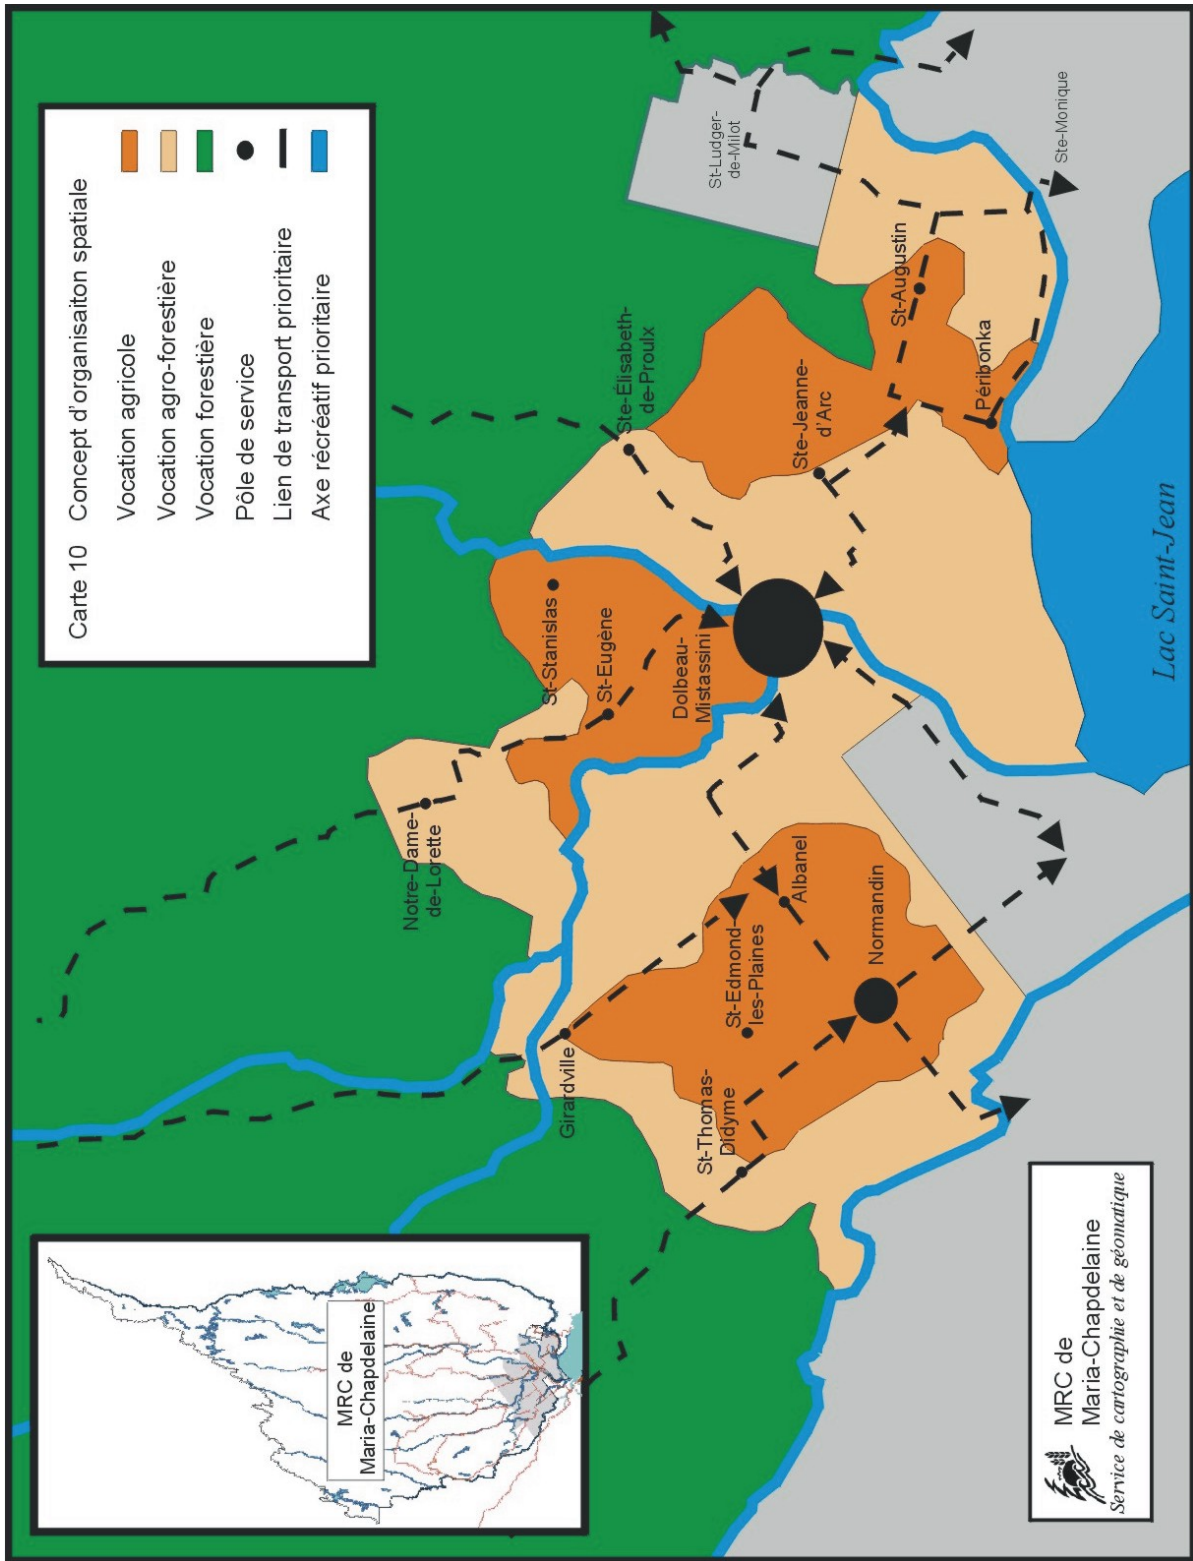 Carte 10 Concept d'organisaiton spatiale
Vocation agricole
Vocation agro-forestière
Vocation forestière
Pôle de service
Lien de transport prioritaire
Axe récréatif prioritaire
MRC de
Maria-Chapdelaine
Notre-Dame-
de-Lorette
St-Stanislas
St-Eugène
Dolbeau-
Mistassini
Ste-Élisabeth-
de-Proulx
St-Ludger-
de-Milot
Ste-Jeanne-
d'Arc
St-Augustin
Péribonka
Ste-Monique
Girardville
St-Thomas-
Didyme
St-Edmond-
les-Plaines
Albanel
Normandin
Lac Saint-Jean
MRC de
Maria-Chapdelaine
Service de cartographie et de géomatique